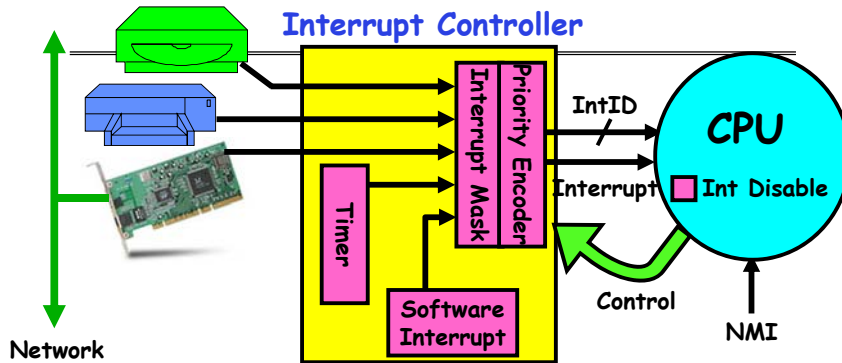 Interrupt Controller
Interrupt Mask
Priority Encoder
IntID
CPU
Interrupt
Int Disable
Timer
Software
Interrupt
Control
NMI
Network